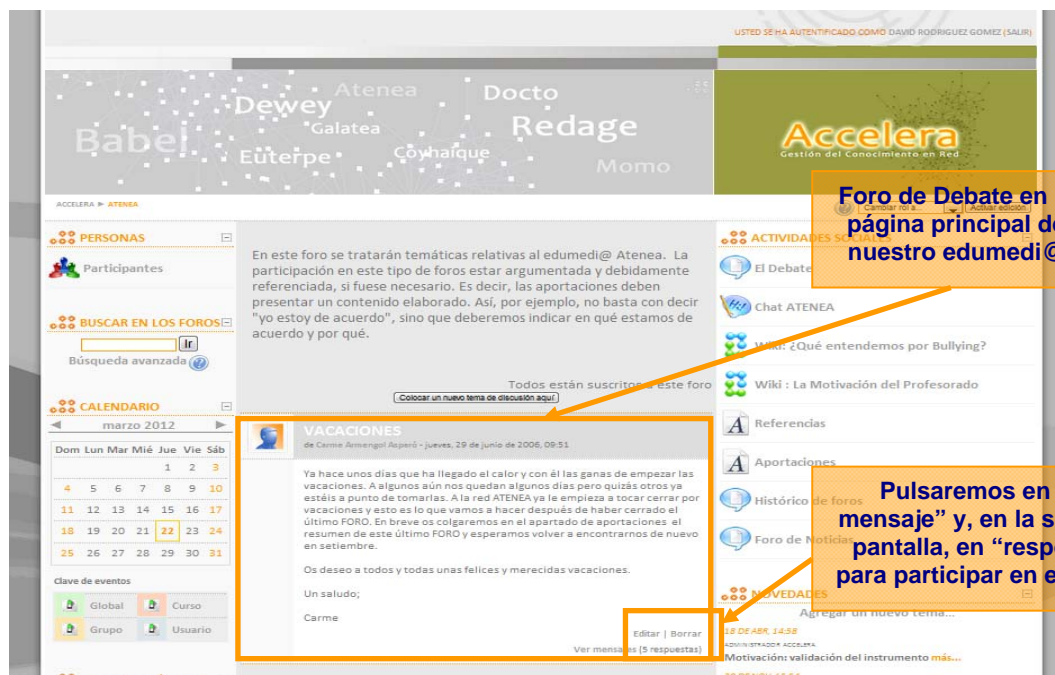 USTED SE HA AUTENTIFICADO COMO DAVID RODRIGUEZ GOMEZ (SALIR)
Atenea
Docto
Dewey
Galatea
Redage
Babel
Euterpe
Coyhaique
Momo
Accelera
Gestión del Conocimiento en Red
ACCELERA ► ATENEA
Cambiar rol a...
Activar edición
Foro de Debate en
página principal de
nuestro edumedi@
PERSONAS
Participantes
BUSCAR EN LOS FOROS
Ir
Búsqueda avanzada
CALENDARIO
marzo 2012
Dom Lun Mar Mié Jue Vie Sáb
1 2 3
4 5 6 7 8 9 10
11 12 13 14 15 16 17
18 19 20 21 22 23 24
25 26 27 28 29 30 31
Clave de eventos
Global Curso
Grupo Usuario
En este foro se tratarán temáticas relativas al edumedi@ Atenea. La
participación en este tipo de foros estar argumentada y debidamente
referenciada, si fuese necesario. Es decir, las aportaciones deben
presentar un contenido elaborado. Así, por ejemplo, no basta con decir
"yo estoy de acuerdo", sino que deberemos indicar en qué estamos de
acuerdo y por qué.
Todos están suscritos a este foro
Colocar un nuevo tema de discusión aquí
VACACIONES
de Carme Armengol Asparó - jueves, 29 de junio de 2006, 09:51
Ya hace unos días que ha llegado el calor y con él las ganas de empezar las
vacaciones. A algunos aún nos quedan algunos días pero quizás otros ya
estéis a punto de tomarlas. A la red ATENEA ya le empieza a tocar cerrar por
vacaciones y esto es lo que vamos a hacer después de haber cerrado el
último FORO. En breve os colgaremos en el apartado de aportaciones el
resumen de este último FORO y esperamos volver a encontrarnos de nuevo
en setiembre.
Os deseo a todos y todas unas felices y merecidas vacaciones.
Un saludo;
Carme
Editar | Borrar
Ver mensajes (5 respuestas)
ACTIVIDADES SOCIALES
El Debate
Chat ATENEA
Wiki: ¿Qué entendemos por Bullying?
Wiki : La Motivación del Profesorado
Referencias
Aportaciones
Histórico de foros
Foro de Noticias
Pulsaremos en
mensaje" y, en la s
pantalla, en "resp
para participar en e
NOVEDADES
Agregar un nuevo tema...
18 DE ABR, 14:58
ADMINISTRADOR ACCELERA
Motivación: validación del instrumento más...